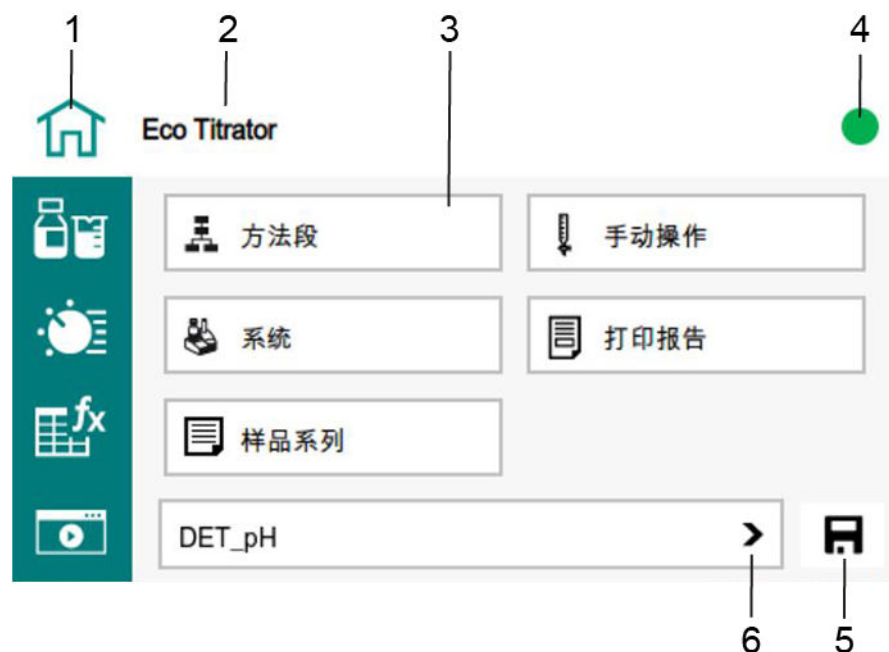 1 2 3 4
Eco Titrator
方法段 手动操作
系统 打印报告
fx
样品系列
DET_pH
6 5